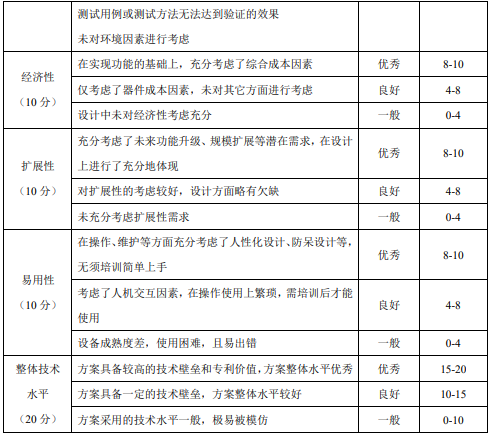 测试用例或测试方法无法达到验证的效果
未对环境因素进行考虑
经济性
（10 分）
在实现功能的基础上，充分考虑了综合成本因素 优秀 8-10
仅考虑了器件成本因素，未对其它方面进行考虑 良好 4-8
设计中未对经济性考虑充分 一般 0-4
扩展性
（10 分）
充分考虑了未来功能升级、规模扩展等潜在需求，在设计
上进行了充分地体现 优秀 8-10
对扩展性的考虑较好，设计方面略有欠缺 良好 4-8
未充分考虑扩展性需求 一般 0-4
易用性
（10 分）
在操作、维护等方面充分考虑了人性化设计、防呆设计等，
无须培训简单上手 优秀 8-10
考虑了人机交互因素，在操作使用上繁琐，需培训后才能
使用 良好 4-8
设备成熟度差，使用困难，且易出错 一般 0-4
整体技术
水平
（20 分）
方案具备较高的技术壁垒和专利价值，方案整体水平优秀 优秀 15-20
方案具备一定的技术壁垒，方案整体水平较好 良好 10-15
方案采用的技术水平一般，极易被模仿 一般 0-10